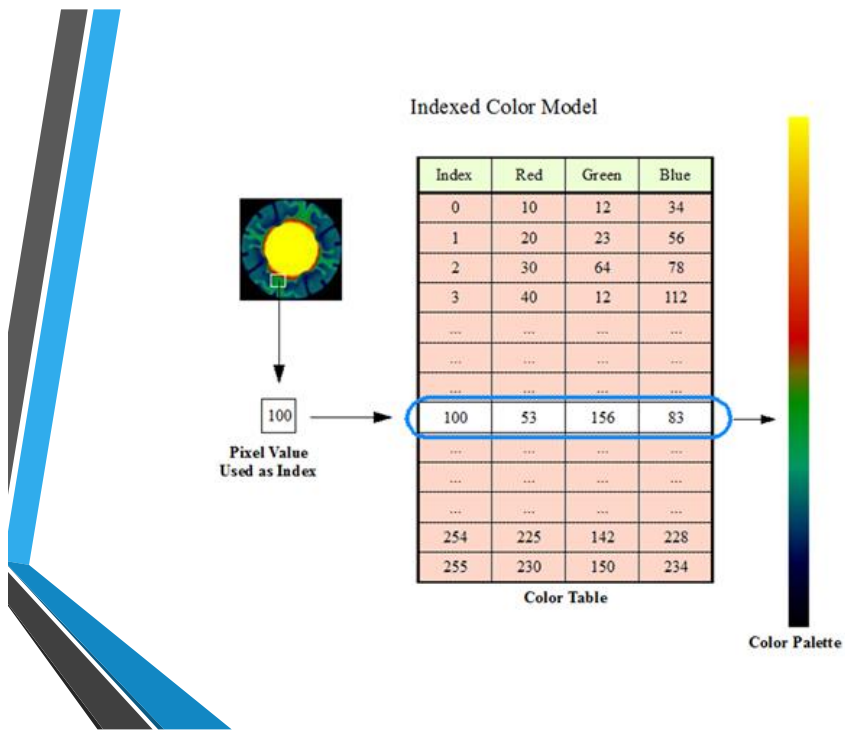 Indexed Color Model
Index Red Green Blue
0 10 12 34
1 20 23 56
2 30 64 78
3 40 12 112
... ... ... ...
... ... ... ...
... ... ... ...
100
100 53 156 83
Pixel Value
Used as Index
... ... ... ...
... ... ... ...
... ... ... ...
254 225 142 228
255 230 150 234
Color Table
Color Palette